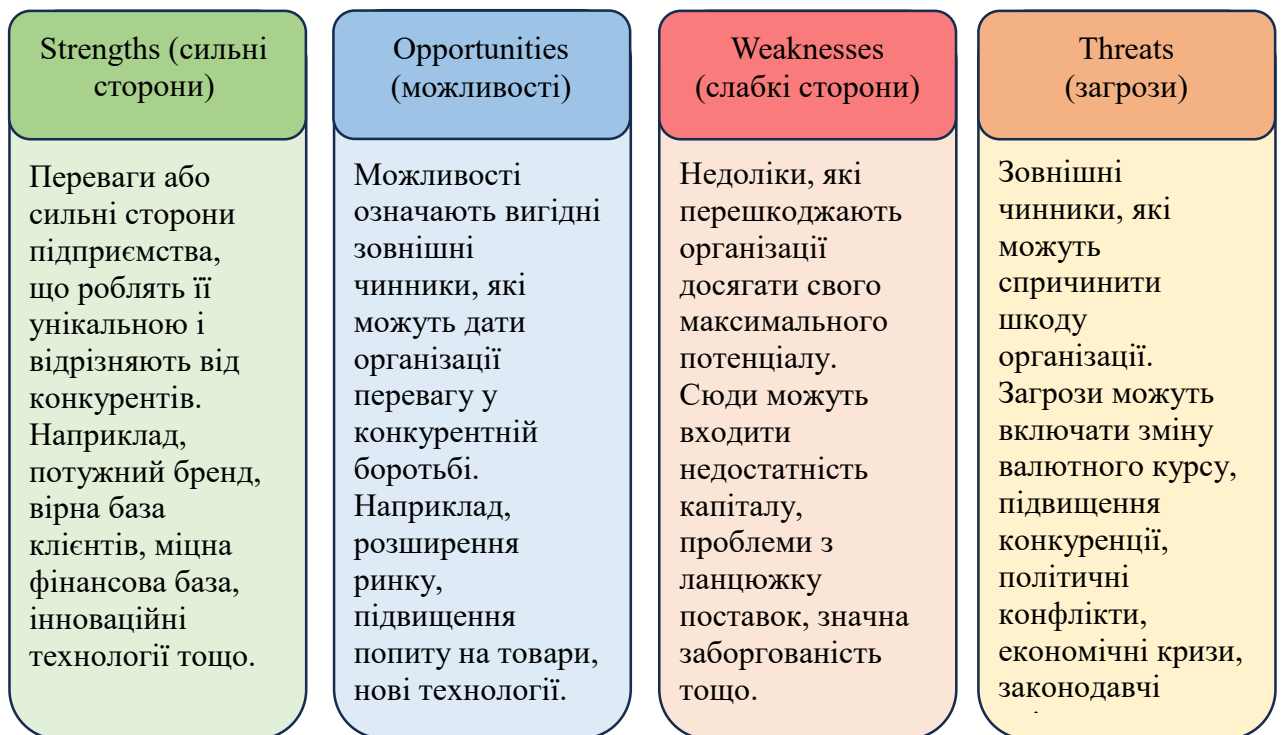 Strengths (сильні
сторони)
Переваги або
сильні сторони
підприємства,
що роблять її
унікальною і
відрізняють від
конкурентів.
Наприклад,
потужний бренд,
вірна база
клієнтів, міцна
фінансова база,
інноваційні
технології тощо.
Opportunities
(можливості)
Можливості
означають вигідні
зовнішні
чинники, які
можуть дати
організації
перевагу у
конкурентній
боротьбі.
Наприклад,
розширення
ринку,
підвищення
попиту на товари,
нові технології.
Weaknesses
(слабкі сторони)
Недоліки, які
перешкоджають
організації
досягати свого
максимального
потенціалу.
Сюди можуть
входити
недостатність
капіталу,
проблеми з
ланцюжку
поставок, значна
заборгованість
тощо.
Threats
(загрози)
Зовнішні
чинники, які
можуть
спричинити
шкоду
організації.
Загрози можуть
включати зміну
валютного курсу,
підвищення
конкуренції,
політичні
конфлікти,
економічні кризи,
законодавчі